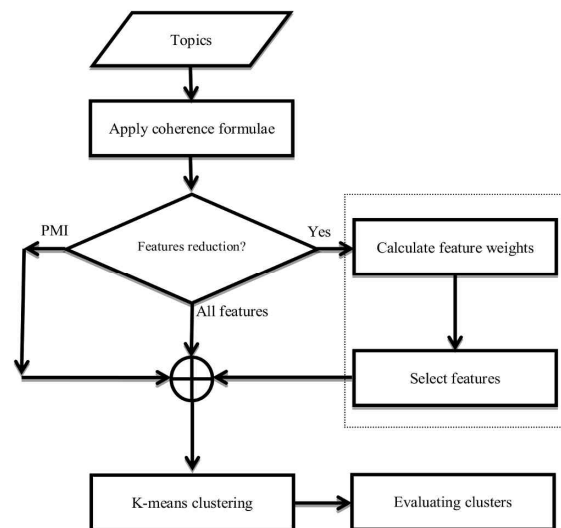 Topics
Apply coherence formulae
PMI
Features reduction?
Yes
Calculate feature weights
All features
Select features
K-means clustering
Evaluating clusters